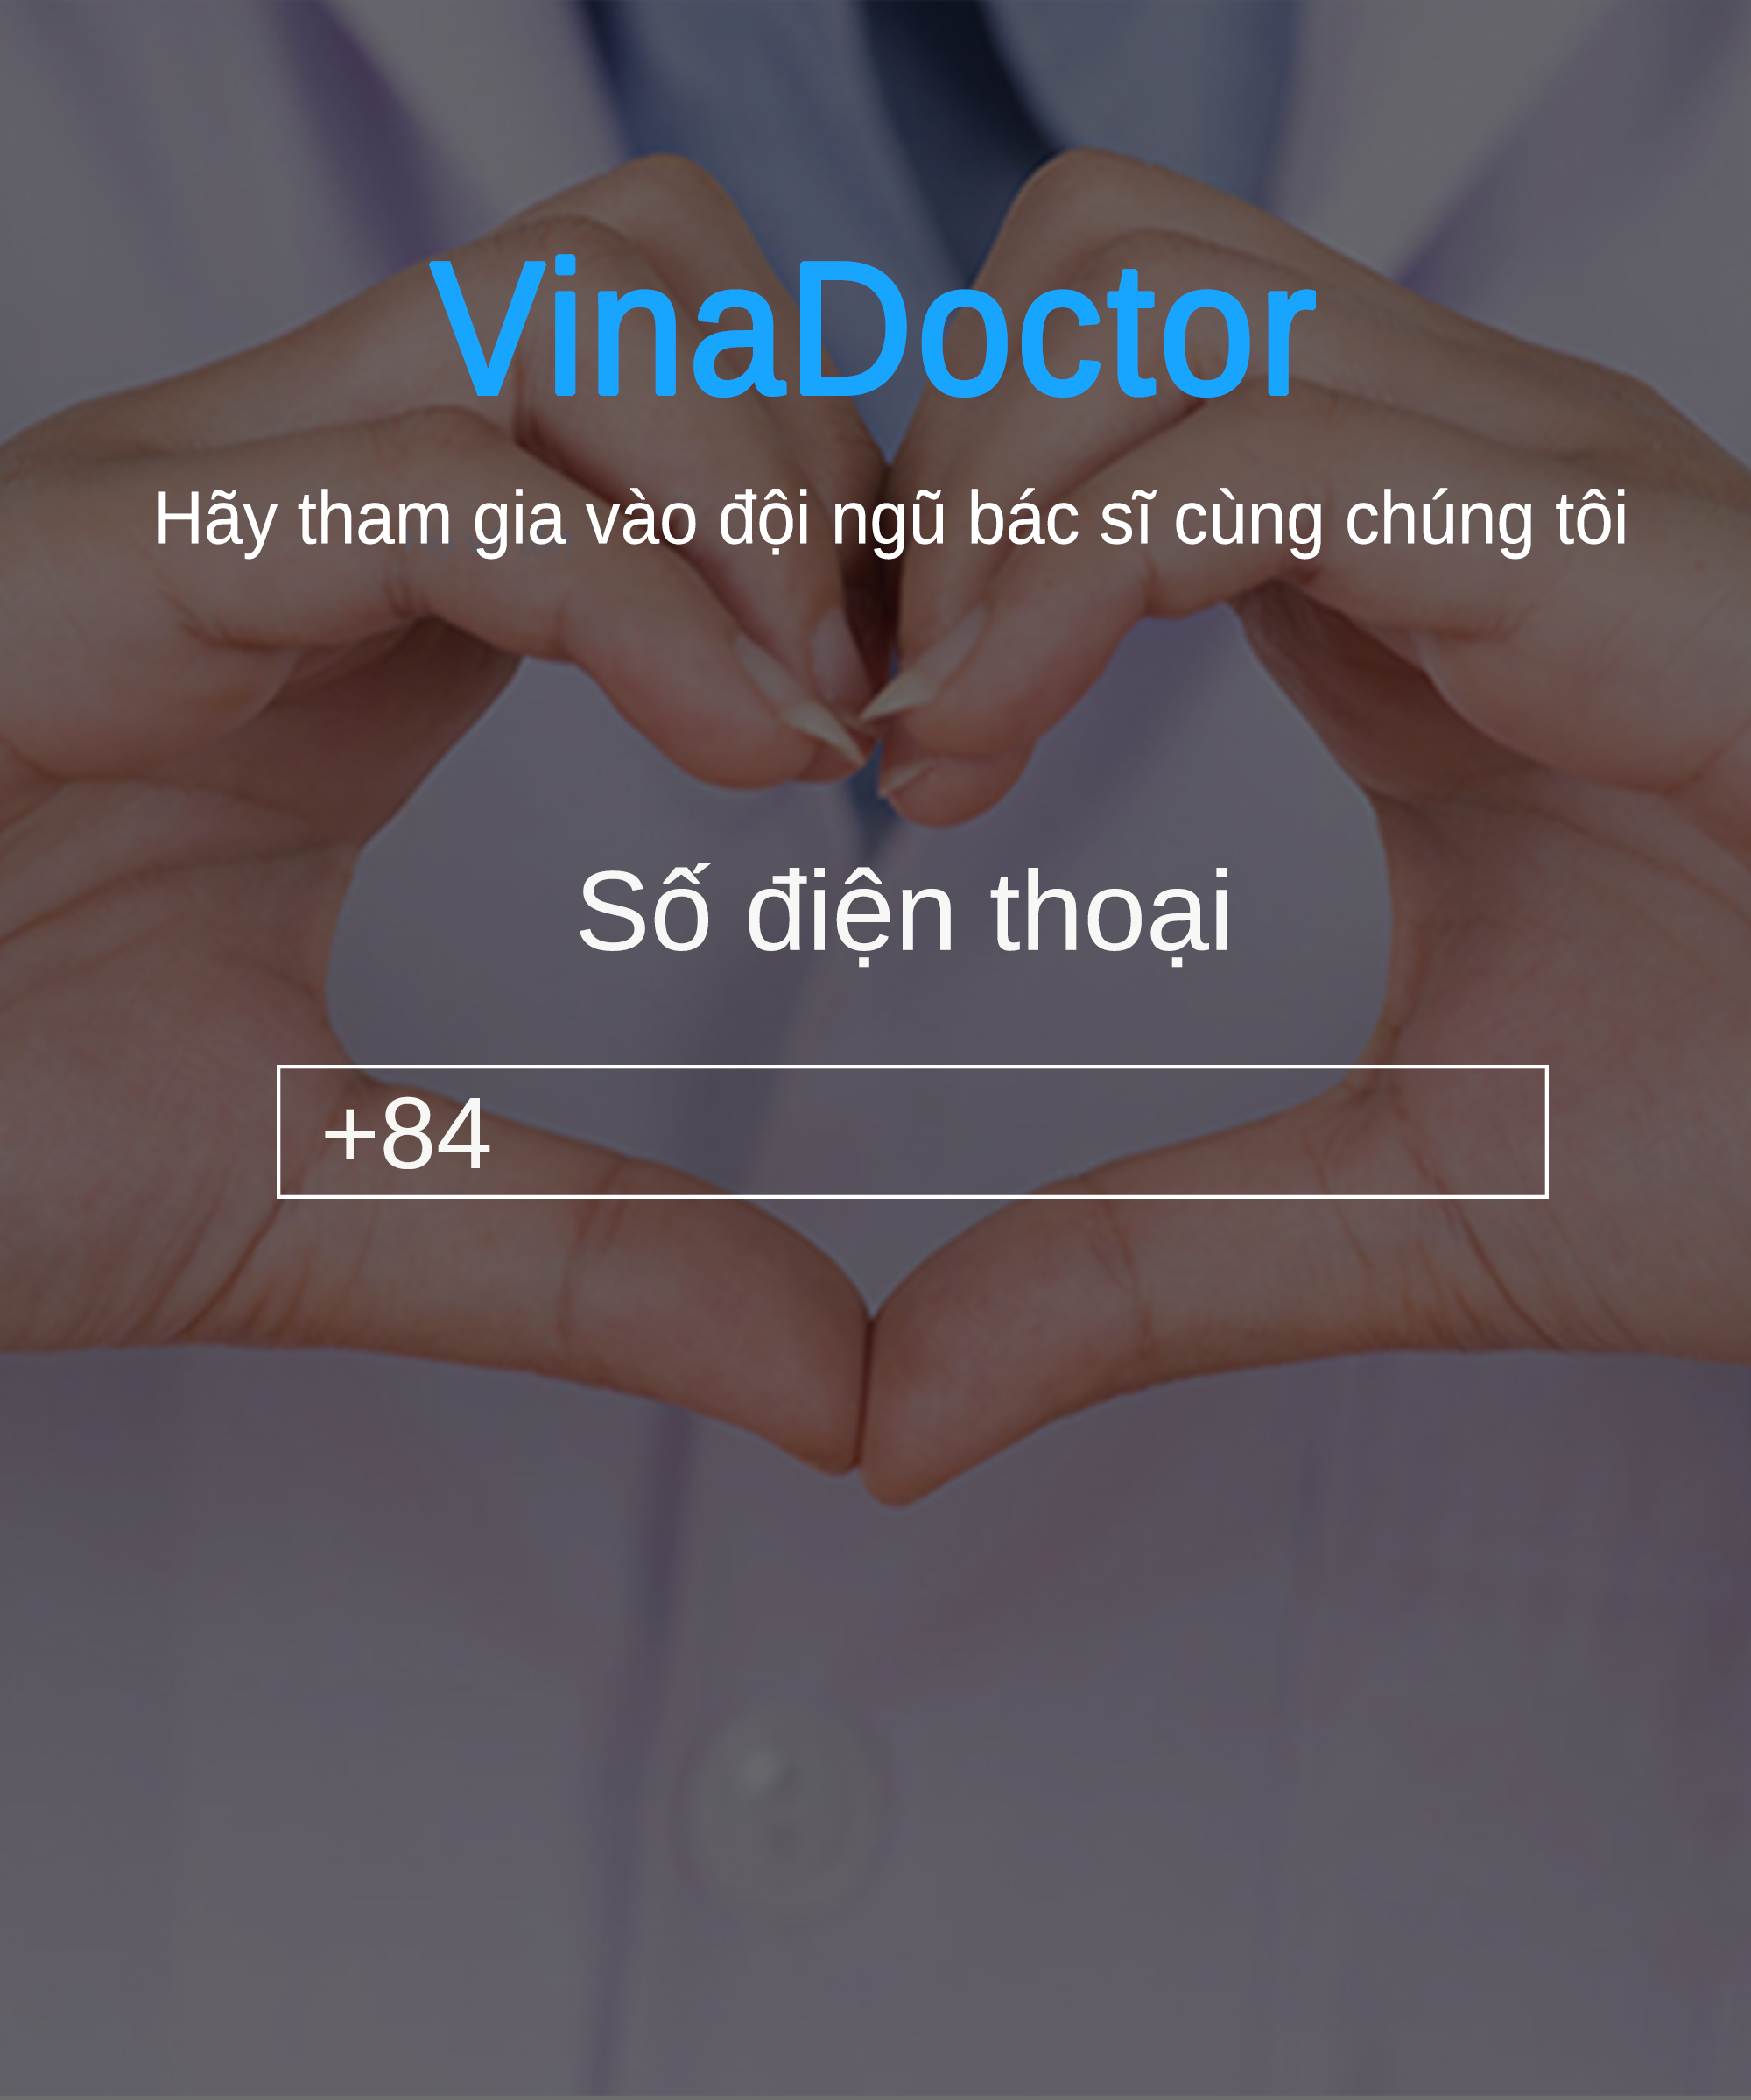 VinaDoctor
Hãy tham gia vào đội ngũ bác sĩ cùng chúng tôi
Số điện thoại
+84